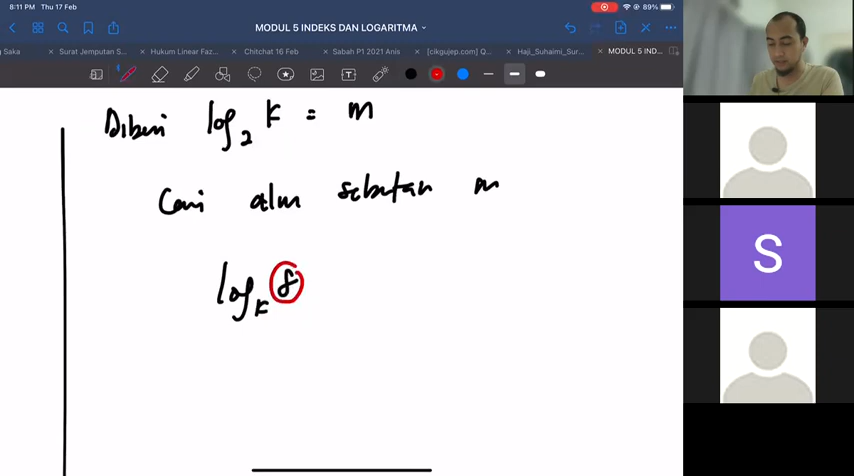 8:11 PM Thu 17 Feb
89%
MODUL 5 INDEKS DAN LOGARITMA
g Saka
Surat Jemputan S...
Hukum Linear Faz...
Chitchat 16 Feb
Sabah P1 2021 Anis
[cikgujep.com] Q...
Haji_Suhaimi_Sur...
MODUL 5 IND...
Diberi log₂ K = m
Cari dlm sebutan m
logₖ 8
S